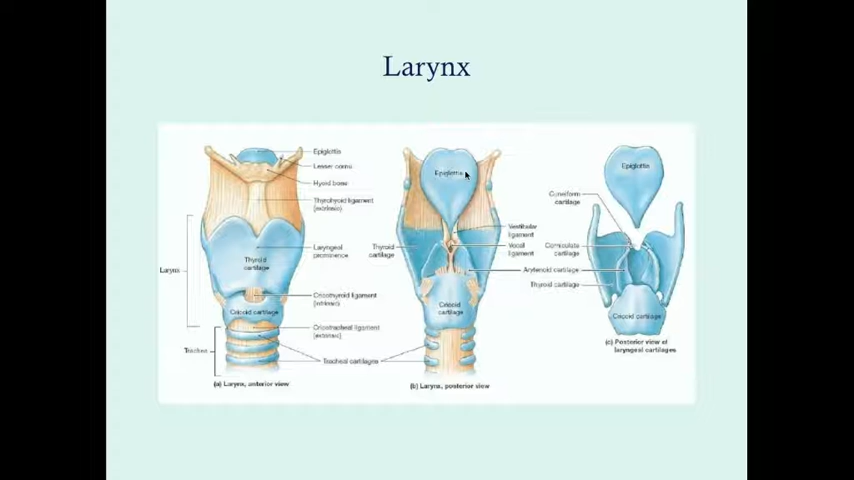 Larynx
Epiglottis
Lesser cornu
Hyoid bone
Thyrohyoid ligament
(extrinsic)
Larynx
Thyroid
cartilage
Laryngeal
prominence
Cricothyroid ligament
(intrinsic)
Cricoid cartilage
Cricotracheal ligament
(extrinsic)
Trachea
Tracheal cartilages
(a) Larynx, anterior view
Epiglottis
Vestibular
ligament
Thyroid
cartilage
Vocal
ligament
Arytenoid cartilage
Thyroid cartilage
Cricoid
cartilage
(b) Larynx, posterior view
Epiglottis
Cuneiform
cartilage
Corniculate
cartilage
Cricoid cartilage
(c) Posterior view of
laryngeal cartilages